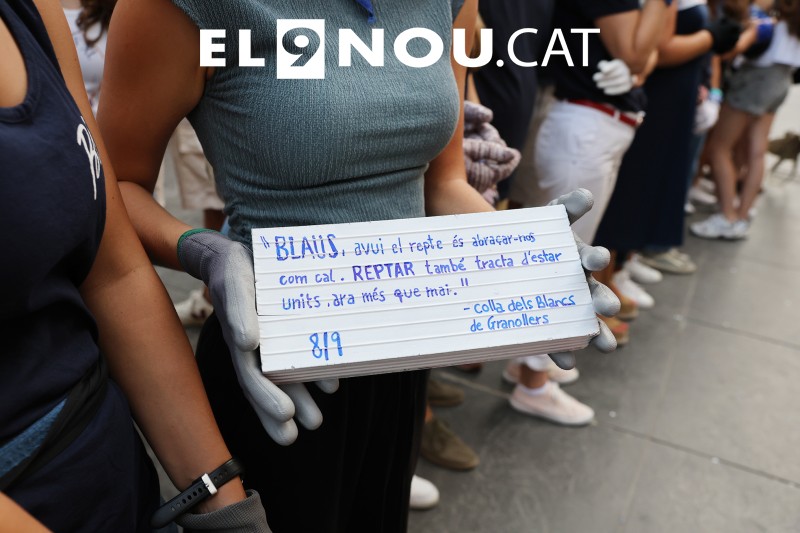 EL9NOU.CAT
"BLAÜS, avui el repte és abraçar-nos
com cal. REPTAR també tracta d'estar
units, ara més que mai."
- colla dels Blancs
de Granollers
8/9